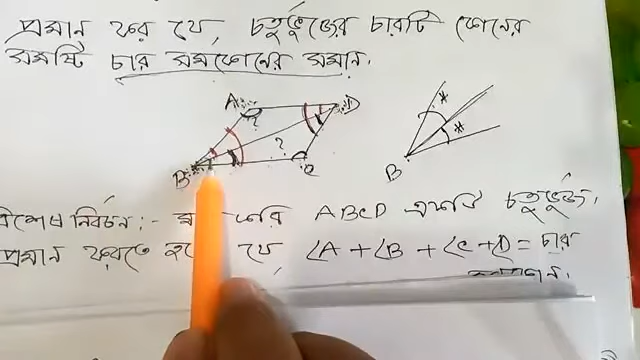 প্রমান কর যে, চতুর্ভুজের চারটি কোনের
সমষ্টি চার সমকোনের সমান.
A D
?
B C
B
বিশেষ নির্বচন:- মনে করি ABCD একটি চতুর্ভুজ.
প্রমান করতে হবে যে, ∠A + ∠B + ∠C + ∠D = চার
সমকোন.